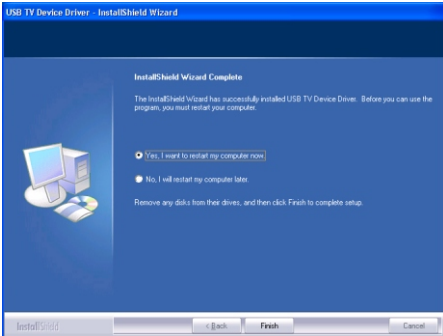 USB TV Device Driver - InstallShield Wizard
InstallShield Wizard Complete
The InstallShield Wizard has successfully installed USB TV Device Driver. Before you can use the
program, you must restart your computer.
Yes, I want to restart my computer now.
No, I will restart my computer later.
Remove any disks from their drives, and then click Finish to complete setup.
InstallShield
< Back
Finish
Cancel